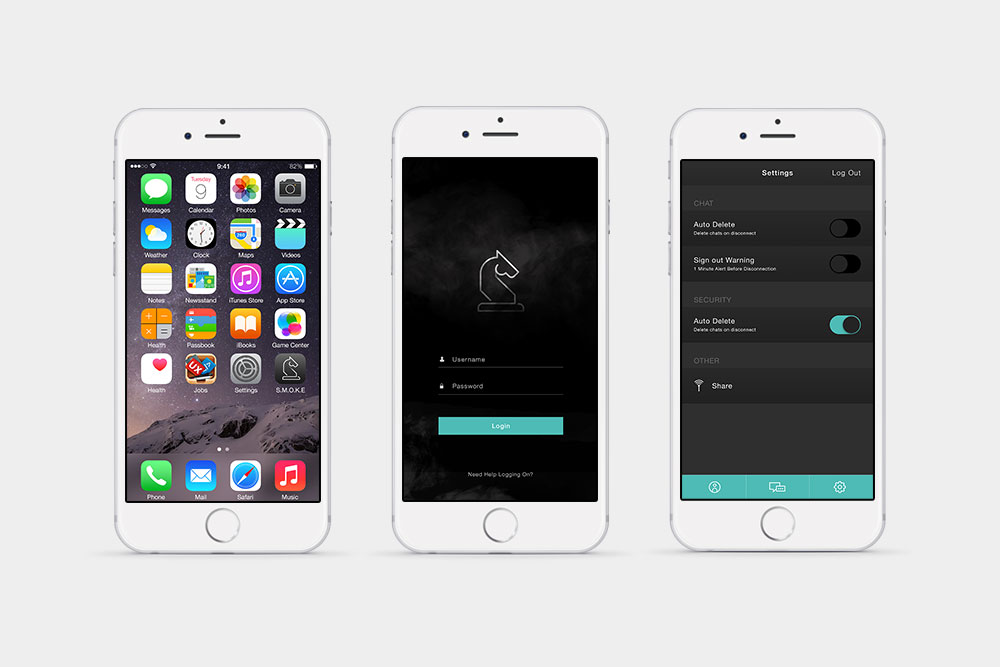 9:41
82%
Tuesday
9
Messages
Calendar
Photos
Camera
280
Weather
Clock
Maps
Videos
Notes
Newsstand
iTunes Store
App Store
Health
Passbook
iBooks
Game Center
UX
Health
Jobs
Settings
S.M.O.K.E
Phone
Mail
Safari
Music
Username
Password
Login
Need Help Logging On?
Settings
Log Out
CHAT
Auto Delete
Delete chats on disconnect
Sign out Warning
1 Minute Alert Before Disconnection
SECURITY
Auto Delete
Delete chats on disconnect
OTHER
Share